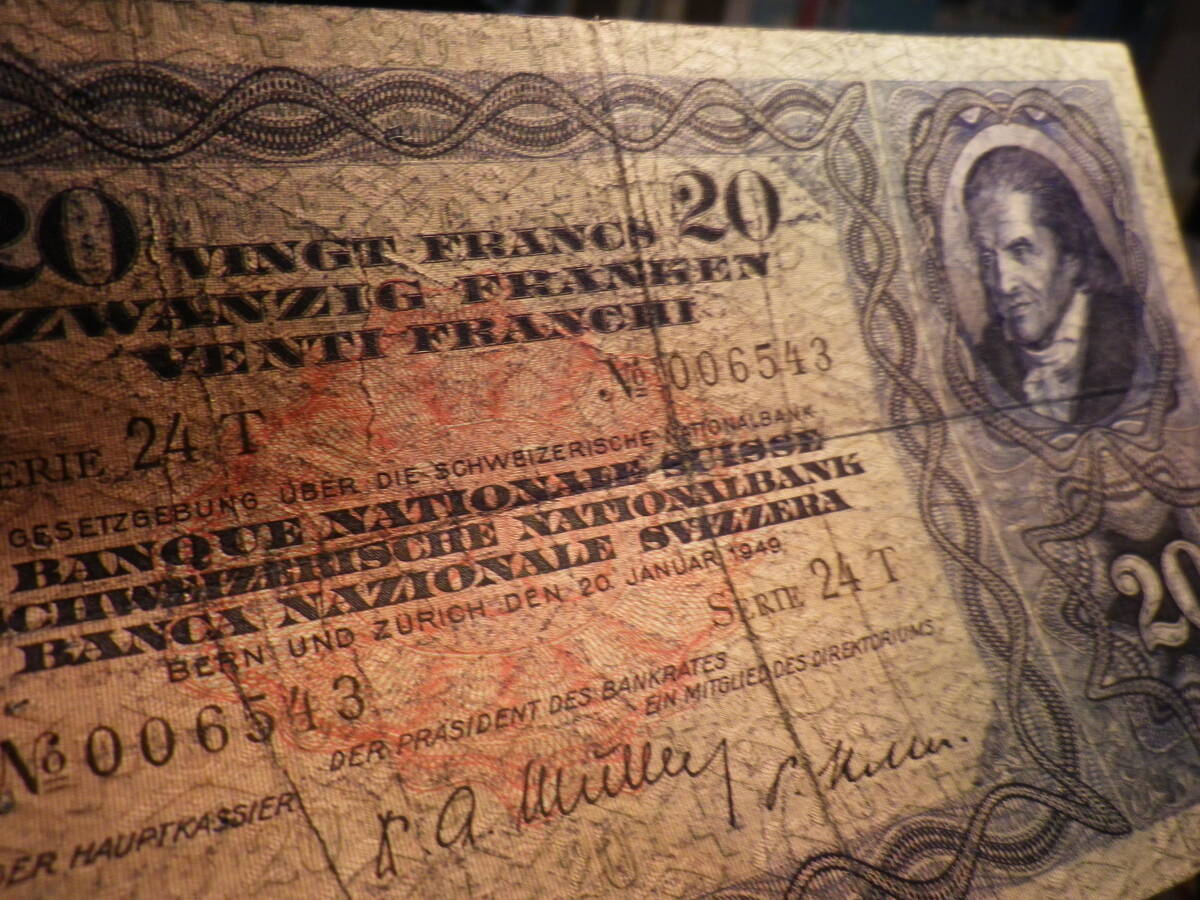 20 VINGT FRANCS 20
ZWANZIG FRANKEN
VENTI FRANCHI
No 006543
SERIE 24 T
GESETZGEBUNG ÜBER DIE SCHWEIZERISCHE NATIONALBANK
BANQUE NATIONALE SUISSE
SCHWEIZERISCHE NATIONALBANK
BANCA NAZIONALE SVIZZERA
BERN UND ZÜRICH DEN 20. JANUAR 1949.
SERIE 24 T
No 006543
DER PRÄSIDENT DES BANKRATES
EIN MITGLIED DES DIREKTORIUMS
DER HAUPTKASSIER
Müller
20